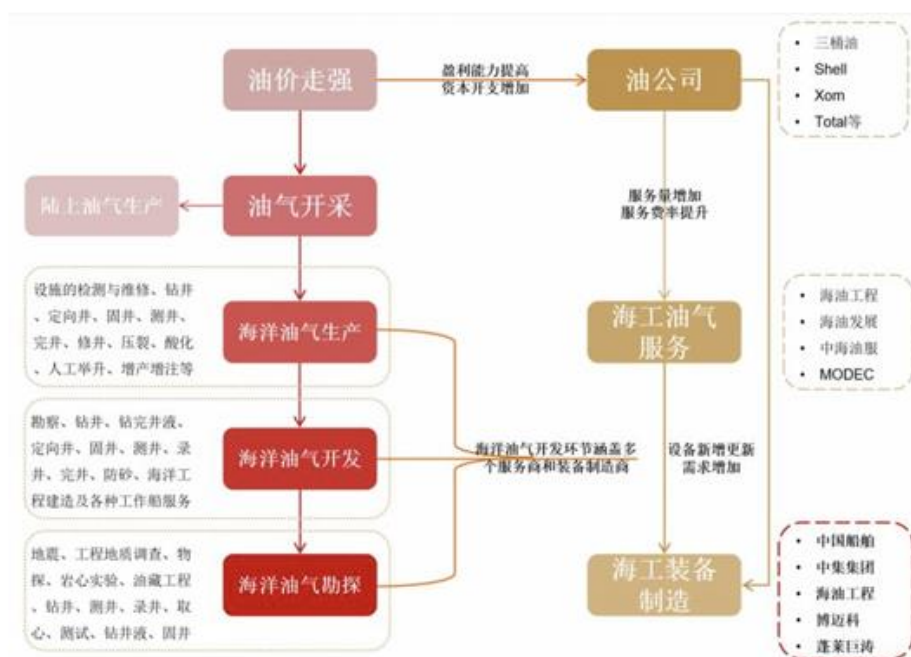 油价走强
盈利能力提高
资本开支增加
油公司
• 三桶油
• Shell
• Xom
• Total等
陆上油气生产
油气开采
服务量增加
服务费率提升
设施的检测与维修、钻井
、定向井、固井、测井、
完井、修井、压裂、酸化
、人工举升、增产增注等
海洋油气生产
海工油气
服务
• 海油工程
• 海油发展
• 中海油服
• MODEC
勘察、钻井、钻完井液、
定向井、固井、测井、录
井、完井、防砂、海洋工
程建造及各种工作船服务
海洋油气开发
海洋油气开发环节涵盖多
个服务商和装备制造商
设备新增更新
需求增加
地震、工程地质调查、物
探、岩心实验、油藏工程
、钻井、测井、录井、取
心、测试、钻井液、固井
海洋油气勘探
海工装备
制造
• 中国船舶
• 中集集团
• 海油工程
• 博迈科
• 蓬莱巨涛